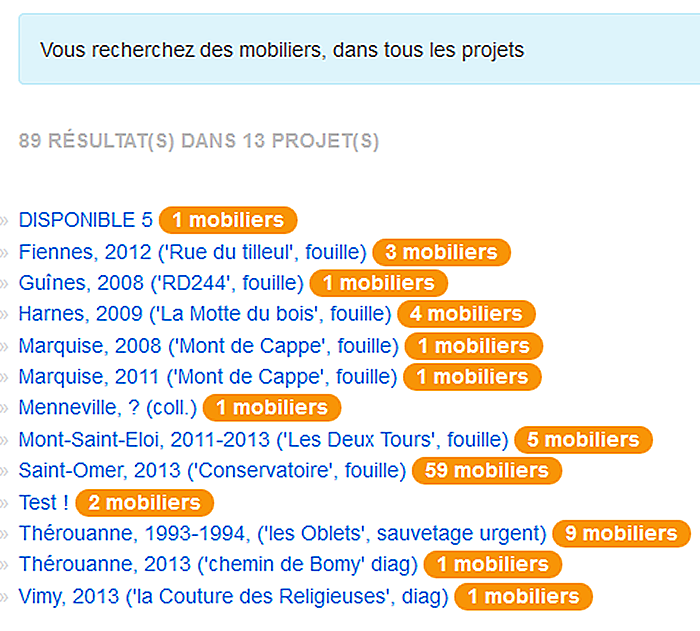 Vous recherchez des mobiliers, dans tous les projets
89 RÉSULTAT(S) DANS 13 PROJET(S)
» DISPONIBLE 5 1 mobiliers
» Fiennes, 2012 ('Rue du tilleul', fouille) 3 mobiliers
» Guînes, 2008 ('RD244', fouille) 1 mobiliers
» Harnes, 2009 ('La Motte du bois', fouille) 4 mobiliers
» Marquise, 2008 ('Mont de Cappe', fouille) 1 mobiliers
» Marquise, 2011 ('Mont de Cappe', fouille) 1 mobiliers
» Menneville, ? (coll.) 1 mobiliers
» Mont-Saint-Eloi, 2011-2013 ('Les Deux Tours', fouille) 5 mobiliers
» Saint-Omer, 2013 ('Conservatoire', fouille) 59 mobiliers
» Test ! 2 mobiliers
» Thérouanne, 1993-1994, ('les Oblets', sauvetage urgent) 9 mobiliers
» Thérouanne, 2013 ('chemin de Bomy' diag) 1 mobiliers
» Vimy, 2013 ('la Couture des Religieuses', diag) 1 mobiliers